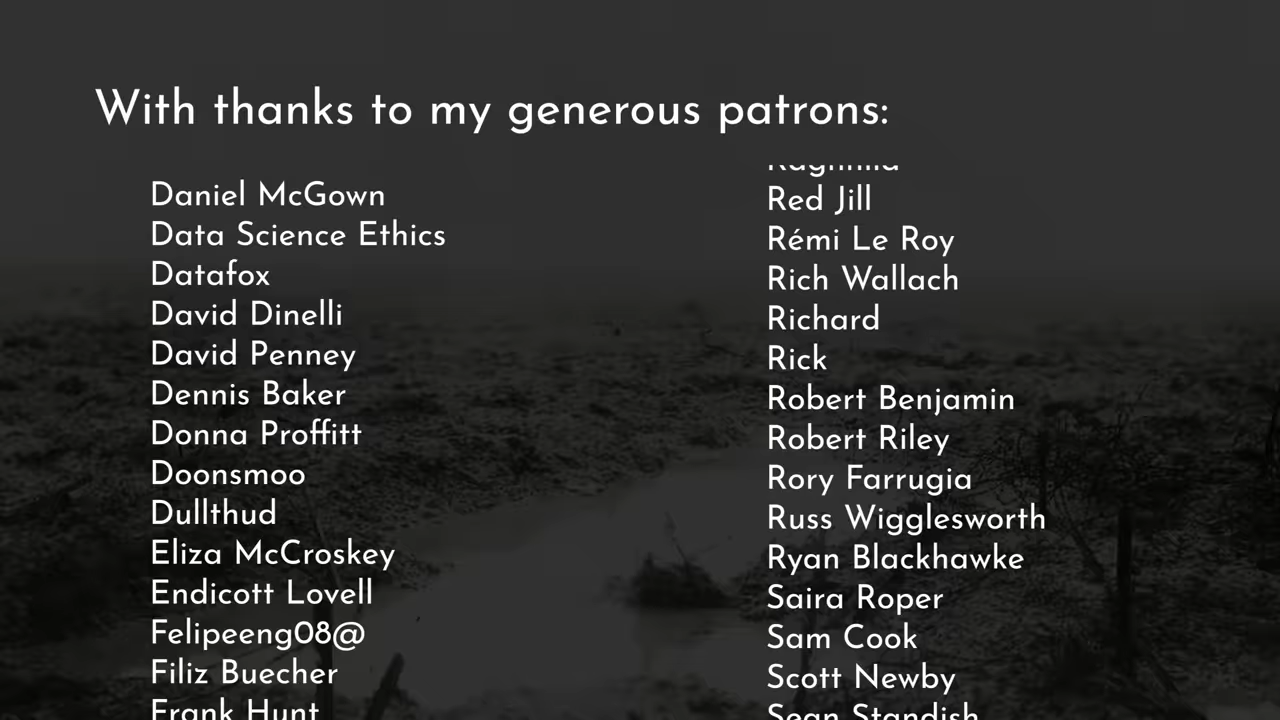 With thanks to my generous patrons:
Daniel McGown
Data Science Ethics
Datafox
David Dinelli
David Penney
Dennis Baker
Donna Proffitt
Doonsmoo
Dullthud
Eliza McCroskey
Endicott Lovell
Felipeeng08@
Filiz Buecher
Frank Hunt
Red Jill
Rémi Le Roy
Rich Wallach
Richard
Rick
Robert Benjamin
Robert Riley
Rory Farrugia
Russ Wigglesworth
Ryan Blackhawke
Saira Roper
Sam Cook
Scott Newby
Sean Standish